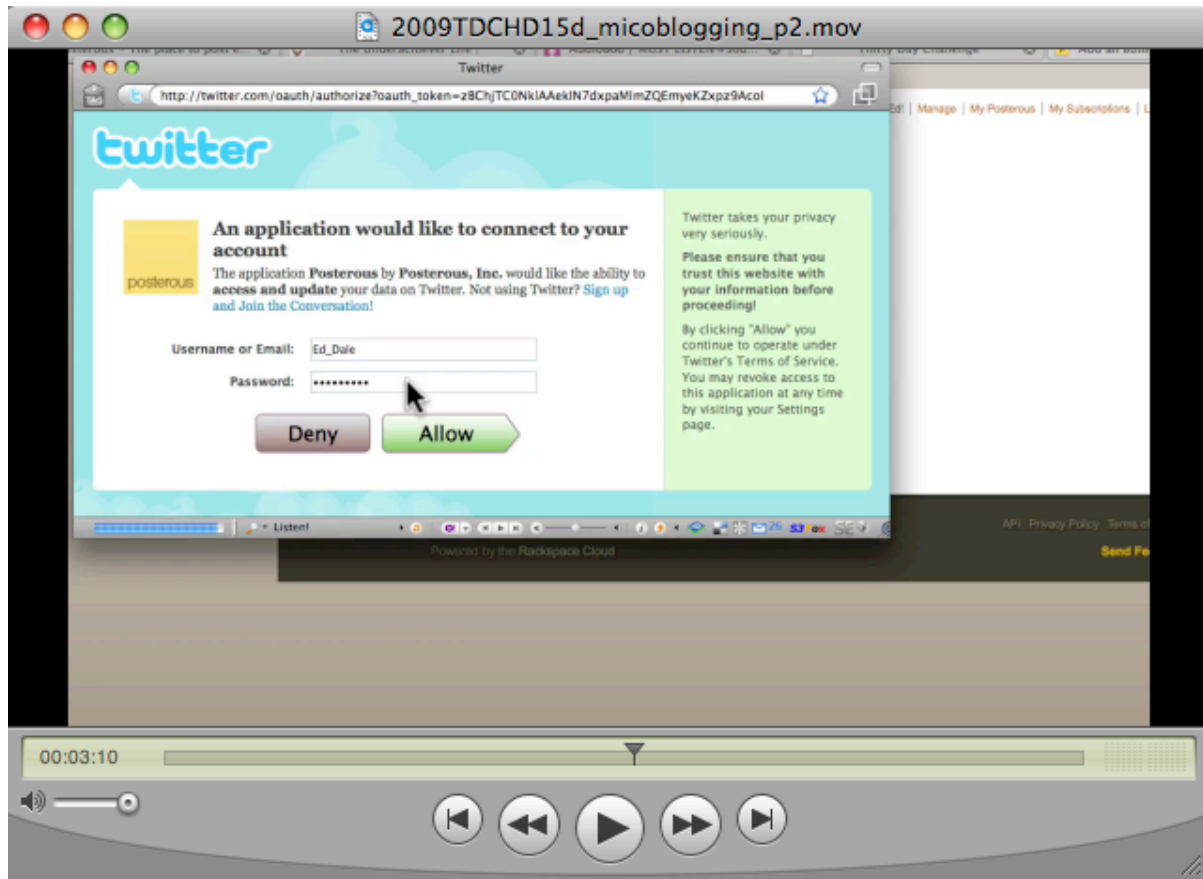 2009TDCHD15d_micoblogging_p2.mov
Twitter
http://twitter.com/oauth/authorize?oauth_token=
Manage | My Posterous | My Subscriptions |
twitter
posterous
An application would like to connect to your
account
The application Posterous by Posterous, Inc. would like the ability to
access and update your data on Twitter. Not using Twitter? Sign up
and Join the Conversation!
Username or Email: Ed_Dale
Password: •••••••••
Deny
Allow
Twitter takes your privacy
very seriously.
Please ensure that you
trust this website with
your information before
proceeding!
By clicking "Allow" you
continue to operate under
Twitter's Terms of Service.
You may revoke access to
this application at any time
by visiting your Settings
page.
Listen!
26
Powered by the Rackspace Cloud
API Privacy Policy Terms
Send
00:03:10